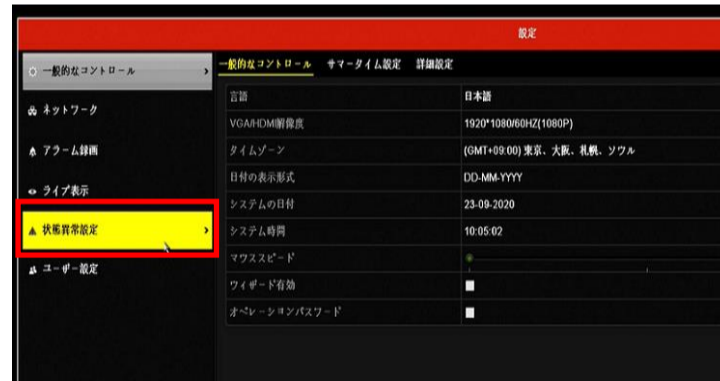 設定
一般的なコントロール
ネットワーク
アラーム録画
ライブ表示
状態異常設定
ユーザー設定
一般的なコントロール サマータイム設定 詳細設定
言語 日本語
VGA/HDMI解像度 1920*1080/60HZ(1080P)
タイムゾーン (GMT+09:00) 東京、大阪、札幌、ソウル
日付の表示形式 DD-MM-YYYY
システムの日付 23-09-2020
システム時間 10:05:02
マウススピード
ウィザード有効
オペレーションパスワード